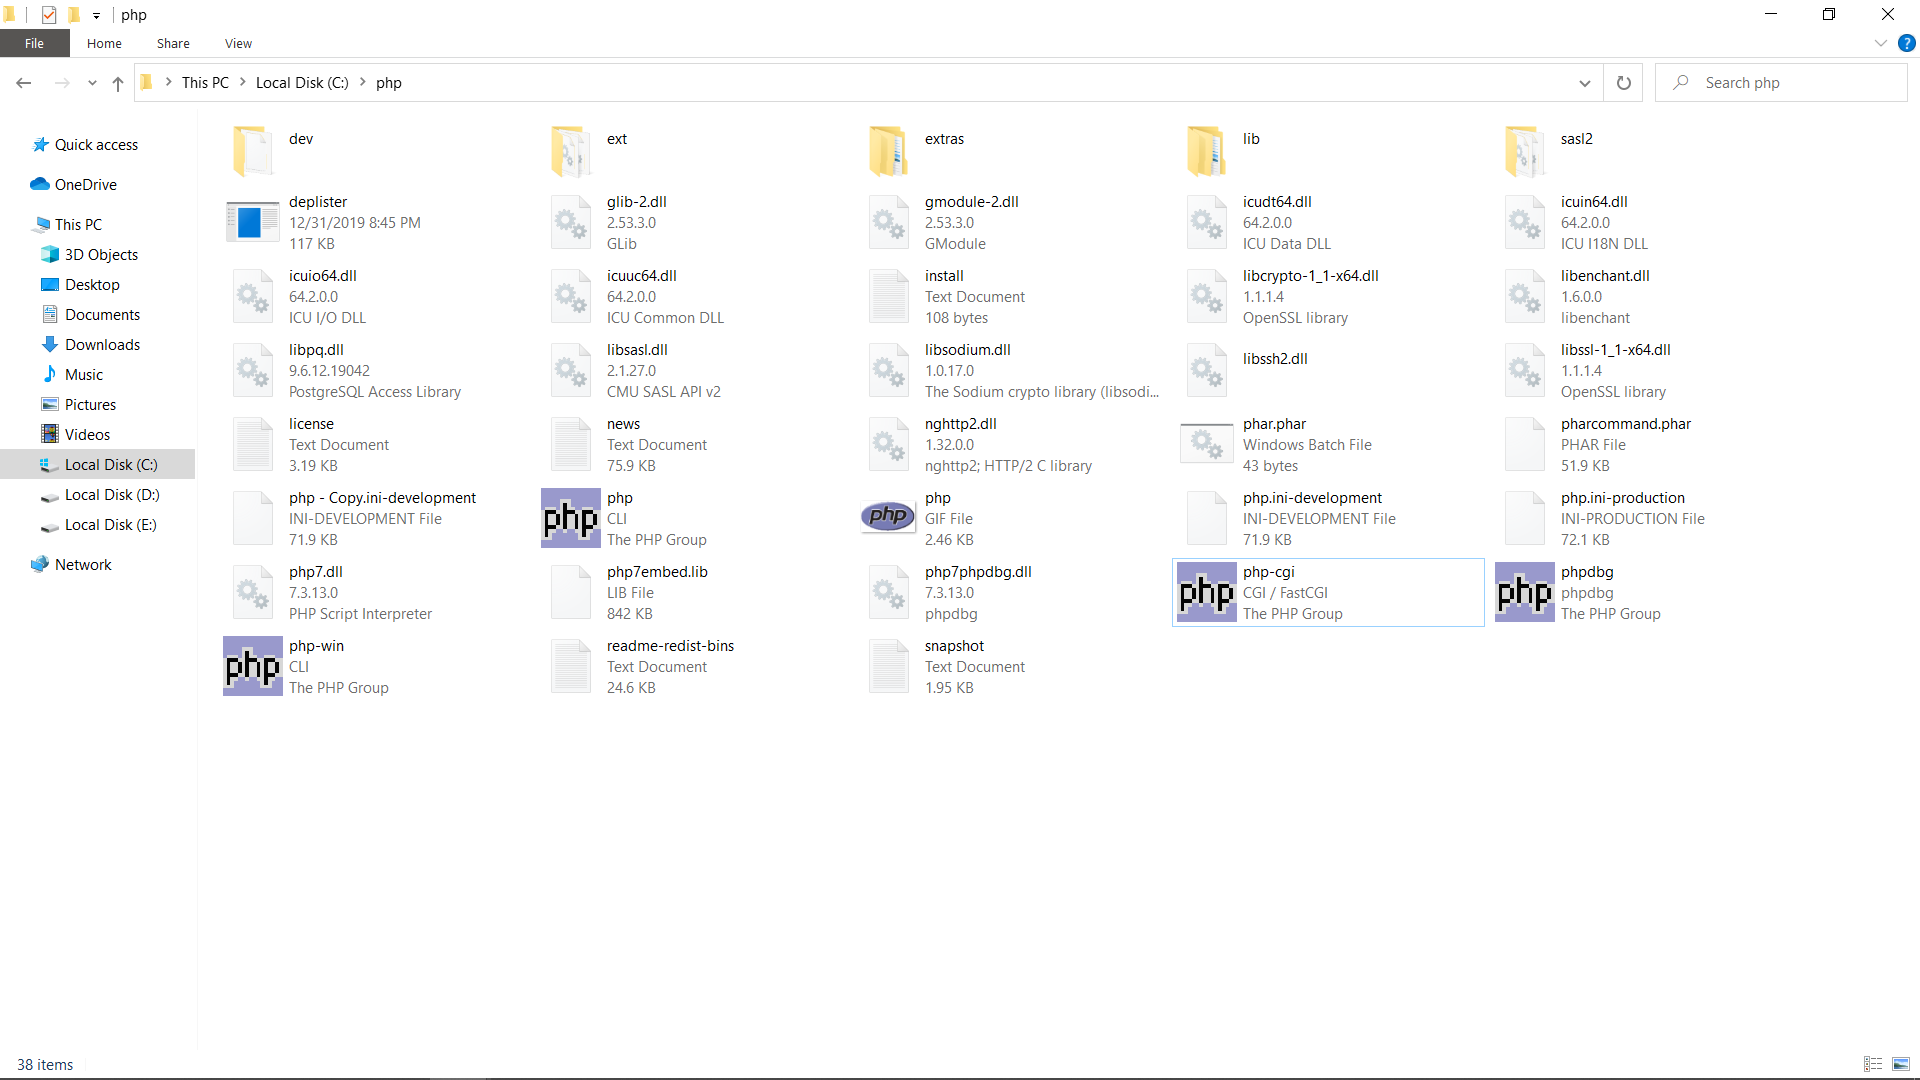 php
File
Home
Share
View
This PC
Local Disk (C:)
php
Search php
Quick access
OneDrive
This PC
3D Objects
Desktop
Documents
Downloads
Music
Pictures
Videos
Local Disk (C:)
Local Disk (D:)
Local Disk (E:)
Network
dev
ext
extras
lib
sasl2
deplister
12/31/2019 8:45 PM
117 KB
glib-2.dll
2.53.3.0
GLib
gmodule-2.dll
2.53.3.0
GModule
icudt64.dll
64.2.0.0
ICU Data DLL
icuin64.dll
64.2.0.0
ICU I18N DLL
icuio64.dll
64.2.0.0
ICU I/O DLL
icuuc64.dll
64.2.0.0
ICU Common DLL
install
Text Document
108 bytes
libcrypto-1_1-x64.dll
1.1.1.4
OpenSSL library
libenchant.dll
1.6.0.0
libenchant
libpq.dll
9.6.12.19042
PostgreSQL Access Library
libsasl.dll
2.1.27.0
CMU SASL API v2
libsodium.dll
1.0.17.0
The Sodium crypto library (libsodi...
libssh2.dll
libssl-1_1-x64.dll
1.1.1.4
OpenSSL library
license
Text Document
3.19 KB
news
Text Document
75.9 KB
nghttp2.dll
1.32.0.0
nghttp2; HTTP/2 C library
phar.phar
Windows Batch File
43 bytes
pharcommand.phar
PHAR File
51.9 KB
php - Copy.ini-development
INI-DEVELOPMENT File
71.9 KB
php
php
CLI
The PHP Group
php
php
GIF File
2.46 KB
php.ini-development
INI-DEVELOPMENT File
71.9 KB
php.ini-production
INI-PRODUCTION File
72.1 KB
php7.dll
7.3.13.0
PHP Script Interpreter
php7embed.lib
LIB File
842 KB
php7phpdbg.dll
7.3.13.0
phpdbg
php
php-cgi
CGI / FastCGI
The PHP Group
php
phpdbg
phpdbg
The PHP Group
php
php-win
CLI
The PHP Group
readme-redist-bins
Text Document
24.6 KB
snapshot
Text Document
1.95 KB
38 items